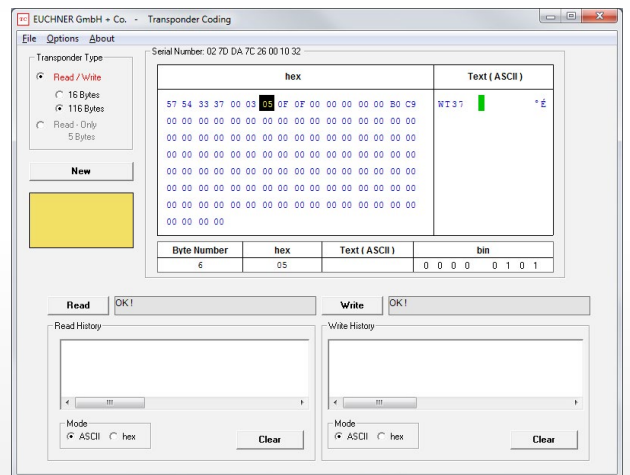 TC EUCHNER GmbH + Co. - Transponder Coding
File Options About
Transponder Type
Read / Write
16 Bytes
116 Bytes
Read - Only
5 Bytes
New
Serial Number: 02 7D DA 7C 26 00 10 32
hex Text ( ASCII )
57 54 33 37 00 03 05 0F 0F 00 00 00 00 00 B0 C9 WT37 °É
00 00 00 00 00 00 00 00 00 00 00 00 00 00 00 00
00 00 00 00 00 00 00 00 00 00 00 00 00 00 00 00
00 00 00 00 00 00 00 00 00 00 00 00 00 00 00 00
00 00 00 00 00 00 00 00 00 00 00 00 00 00 00 00
00 00 00 00 00 00 00 00 00 00 00 00 00 00 00 00
00 00 00 00 00 00 00 00 00 00 00 00 00 00 00 00
00 00 00 00
Byte Number hex Text ( ASCII ) bin
6 05 0 0 0 0 0 1 0 1
Read OK ! Write OK !
Read History Write History
Mode Mode
ASCII hex Clear ASCII hex Clear